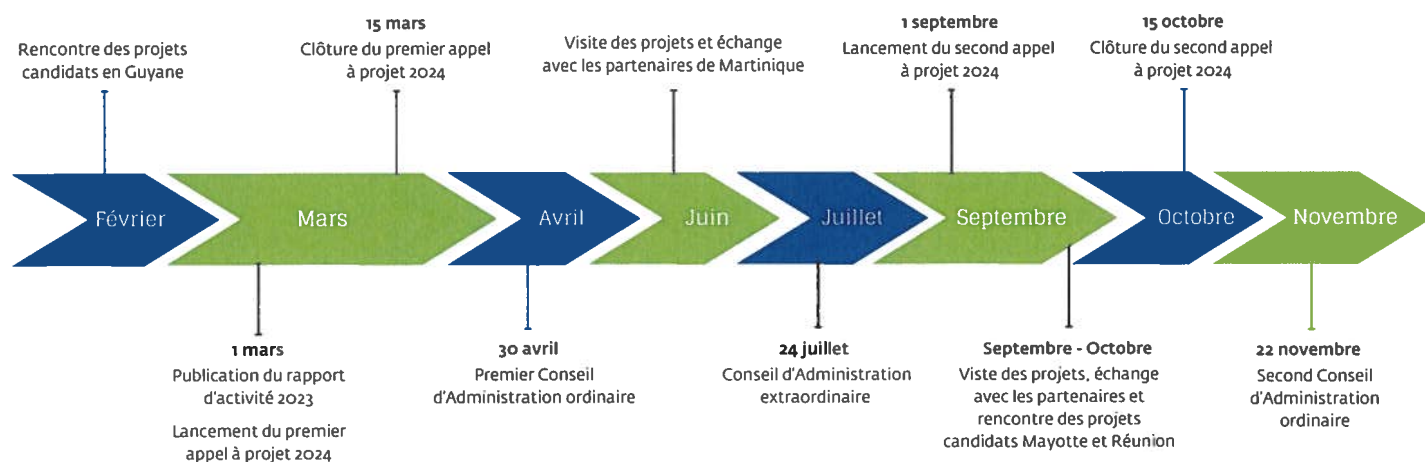 Rencontre des projets
candidats en Guyane
15 mars
Clôture du premier appel
à projet 2024
Visite des projets et échange
avec les partenaires de Martinique
1 septembre
Lancement du second appel
à projet 2024
15 octobre
Clôture du second appel
à projet 2024
Février
Mars
Avril
Juin
Juillet
Septembre
Octobre
Novembre
1 mars
Publication du rapport
d'activité 2023
Lancement du premier
appel à projet 2024
30 avril
Premier Conseil
d'Administration ordinaire
24 juillet
Conseil d'Administration
extraordinaire
Septembre - Octobre
Viste des projets, échange
avec les partenaires et
rencontre des projets
candidats Mayotte et Réunion
22 novembre
Second Conseil
d'Administration
ordinaire